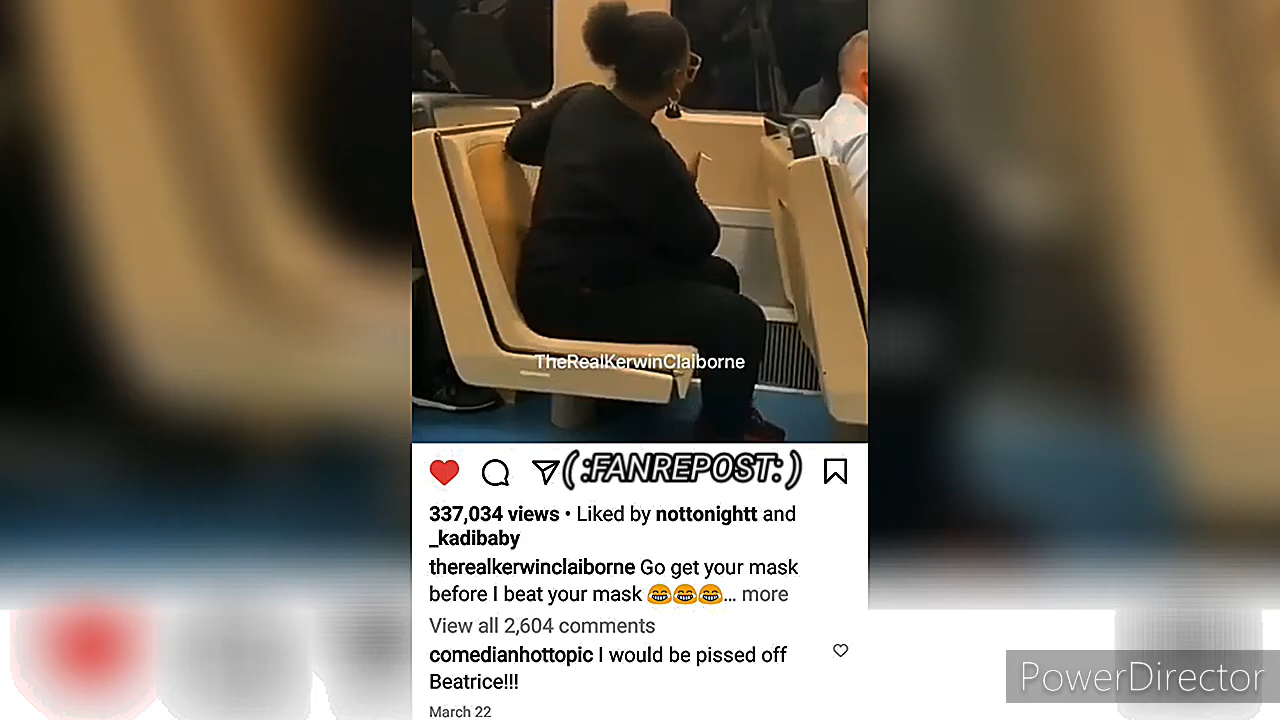 TheRealKerwinClaiborne
(:FANREPOST:)
337,034 views • Liked by nottonightt and
_kadibaby
therealkerwinclaiborne Go get your mask
before I beat your mask 😂😂😂... more
View all 2,604 comments
comedianhottopic I would be pissed off
Beatrice!!!
March 22
PowerDirector